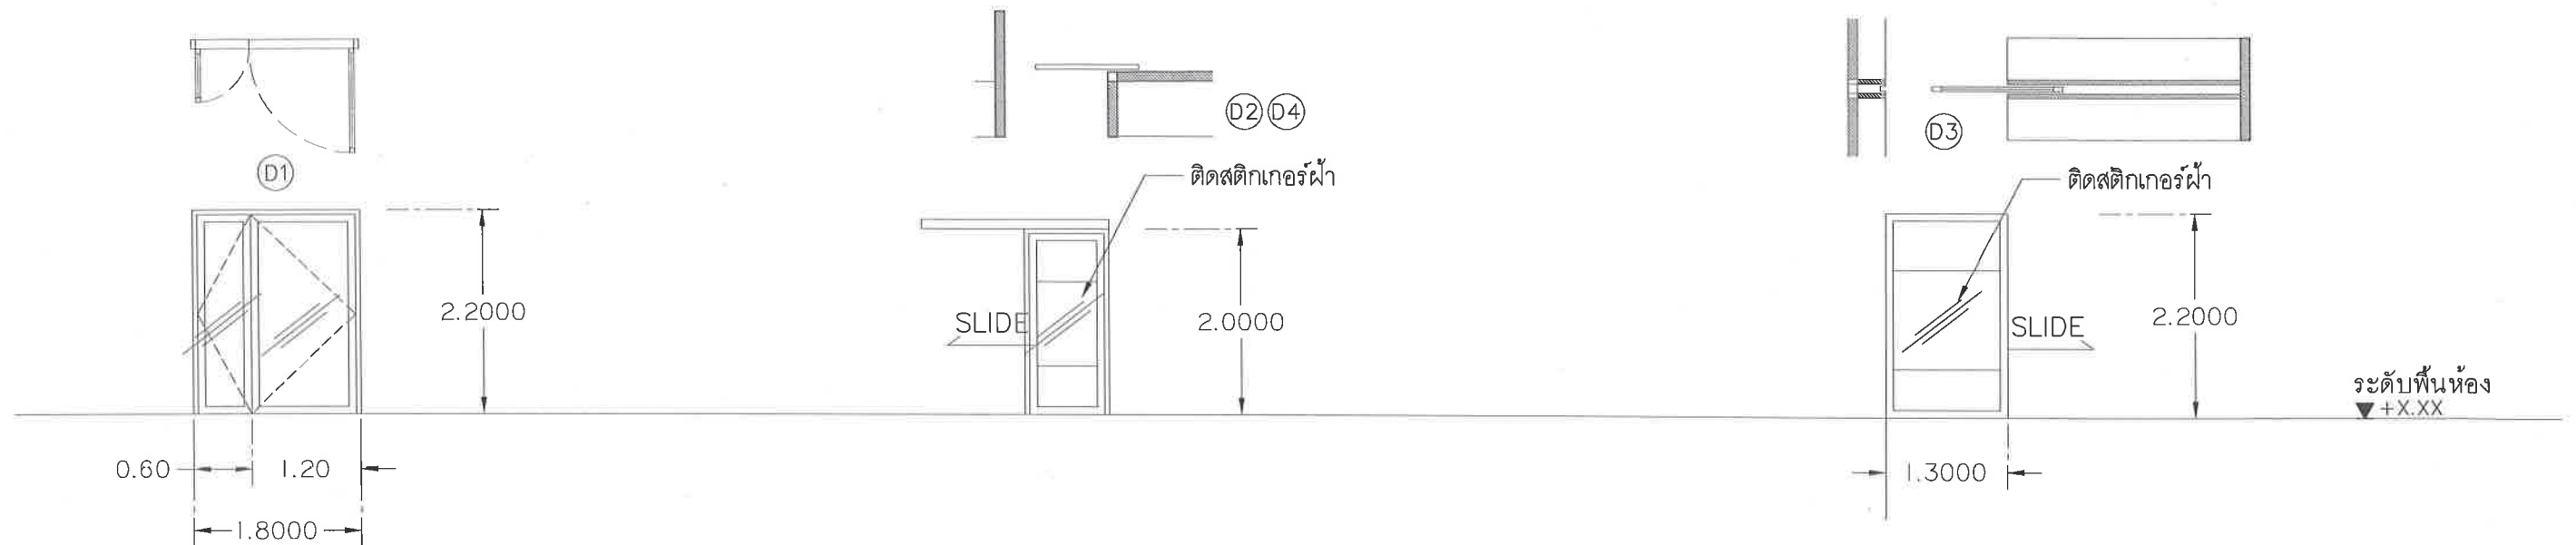 D1
D2 D4
D3
ติดสติกเกอร์ฝ้า
ติดสติกเกอร์ฝ้า
2.2000
SLIDE
2.0000
SLIDE
2.2000
ระดับพื้นห้อง
+X.XX
0.60
1.20
1.8000
1.3000